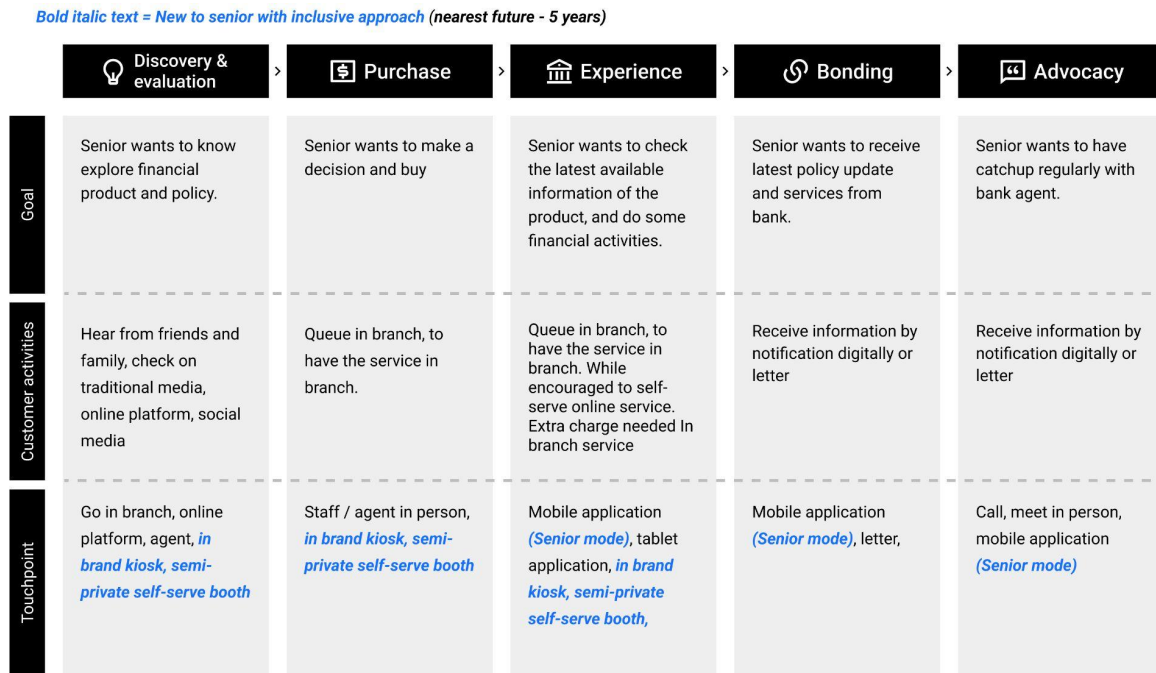 Bold italic text = New to senior with inclusive approach (nearest future - 5 years)
Discovery &
evaluation
Purchase
Experience
Bonding
Advocacy
Goal
Senior wants to know
explore financial
product and policy.
Senior wants to make a
decision and buy
Senior wants to check
the latest available
information of the
product, and do some
financial activities.
Senior wants to receive
latest policy update
and services from
bank.
Senior wants to have
catchup regularly with
bank agent.
Customer activities
Hear from friends and
family, check on
traditional media,
online platform, social
media
Queue in branch, to
have the service in
branch.
Queue in branch, to
have the service in
branch. While
encouraged to self-
serve online service.
Extra charge needed In
branch service
Receive information by
notification digitally or
letter
Receive information by
notification digitally or
letter
Touchpoint
Go in branch, online
platform, agent, in
brand kiosk, semi-
private self-serve booth
Staff / agent in person,
in brand kiosk, semi-
private self-serve booth
Mobile application
(Senior mode), tablet
application, in brand
kiosk, semi-private
self-serve booth,
Mobile application
(Senior mode), letter,
Call, meet in person,
mobile application
(Senior mode)